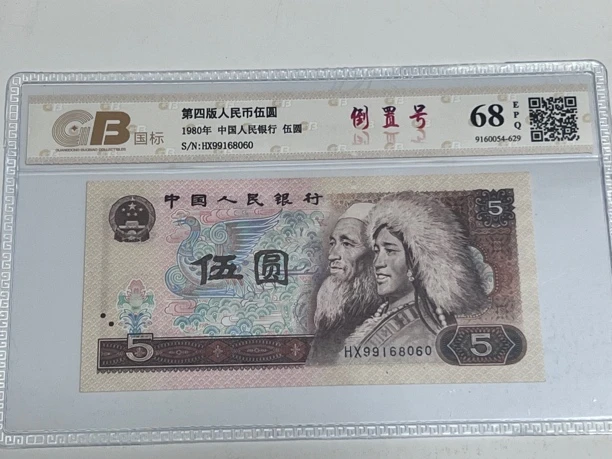 GB 国标
第四版人民币伍圆
1980年 中国人民银行 伍圆
S/N:HX99168060
倒置号
68 EPQ
9160054-629
中国人民银行
5
伍圆
5
HX99168060
5